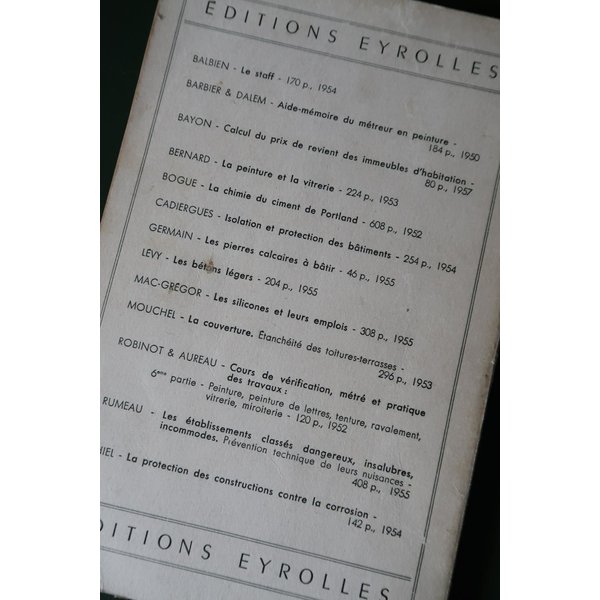 EDITIONS EYROLLES
BALBIEN - Le staff - 170 p., 1954
BARBIER & DALEM - Aide-mémoire du métreur en peinture -
184 p., 1950
BAYON - Calcul du prix de revient des immeubles d'habitation -
80 p., 1957
BERNARD - La peinture et la vitrerie - 224 p., 1953
BOGUE - La chimie du ciment de Portland - 608 p., 1952
CADIERGUES - Isolation et protection des bâtiments - 254 p., 1954
GERMAIN - Les pierres calcaires à bâtir - 46 p., 1955
LÉVY - Les bétons légers - 204 p., 1955
MAC-GRÉGOR - Les silicones et leurs emplois - 308 p., 1955
MOUCHEL - La couverture. Étanchéité des toitures-terrasses -
296 p., 1953
ROBINOT & AUREAU - Cours de vérification, métré et pratique
des travaux :
6ème partie - Peinture, peinture de lettres, tenture, ravalement,
vitrerie, miroiterie - 120 p., 1952
RUMEAU - Les établissements classés dangereux, insalubres,
incommodes. Prévention technique de leurs nuisances -
408 p., 1955
HIEL - La protection des constructions contre la corrosion -
142 p., 1954
DITIONS EYROLLES